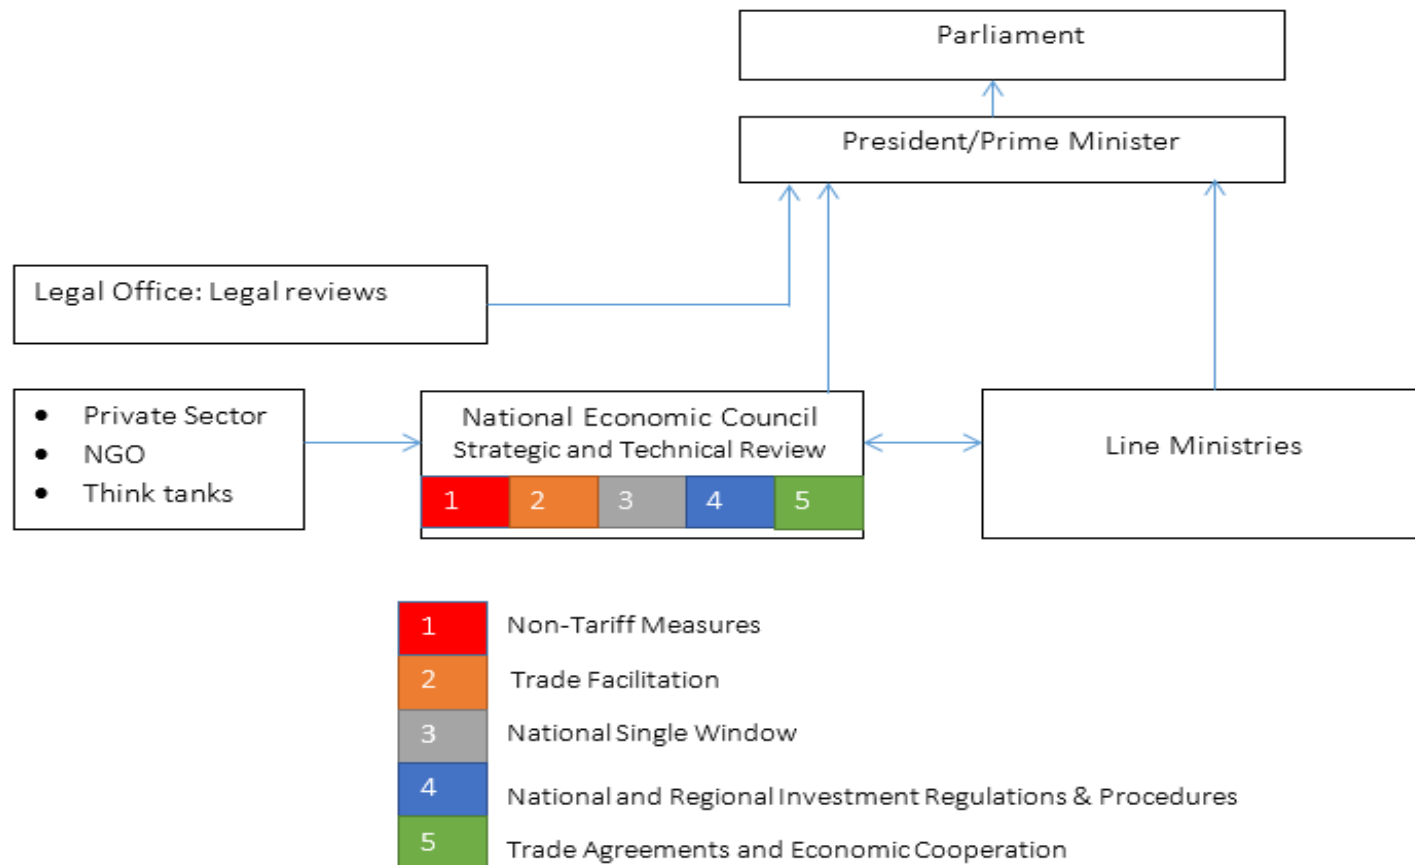 Parliament
President/Prime Minister
Legal Office: Legal reviews
• Private Sector
• NGO
• Think tanks
National Economic Council
Strategic and Technical Review
1 2 3 4 5
Line Ministries
1 Non-Tariff Measures
2 Trade Facilitation
3 National Single Window
4 National and Regional Investment Regulations & Procedures
5 Trade Agreements and Economic Cooperation